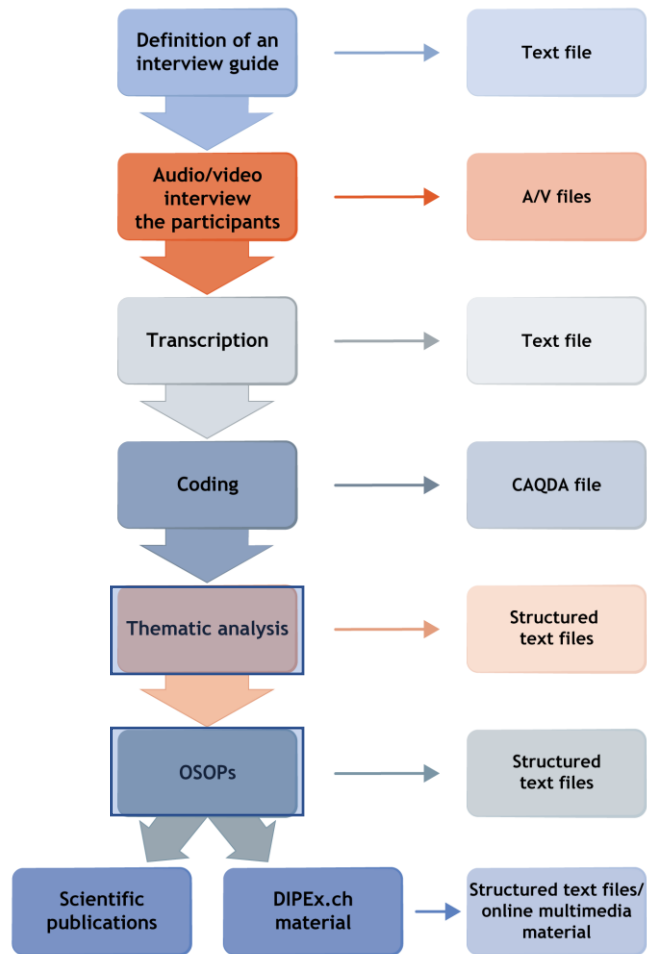 Definition of an
interview guide
Text file
Audio/video
interview
the participants
A/V files
Transcription
Text file
Coding
CAQDA file
Thematic analysis
Structured
text files
OSOPs
Structured
text files
Scientific
publications
DIPEx.ch
material
Structured text files/
online multimedia
material